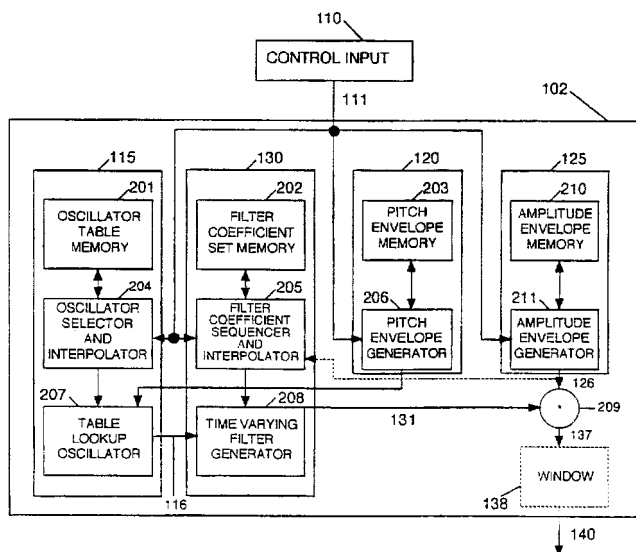 110
CONTROL INPUT
111
102
115
130
120
125
201
202
203
210
OSCILLATOR
TABLE
MEMORY
FILTER
COEFFICIENT
SET MEMORY
PITCH
ENVELOPE
MEMORY
AMPLITUDE
ENVELOPE
MEMORY
204
205
206
211
OSCILLATOR
SELECTOR
AND
INTERPOLATOR
FILTER
COEFFICIENT
SEQUENCER
AND
INTERPOLATOR
PITCH
ENVELOPE
GENERATOR
AMPLITUDE
ENVELOPE
GENERATOR
207
208
126
TABLE
LOOKUP
OSCILLATOR
TIME VARYING
FILTER
GENERATOR
131
209
116
137
WINDOW
138
140